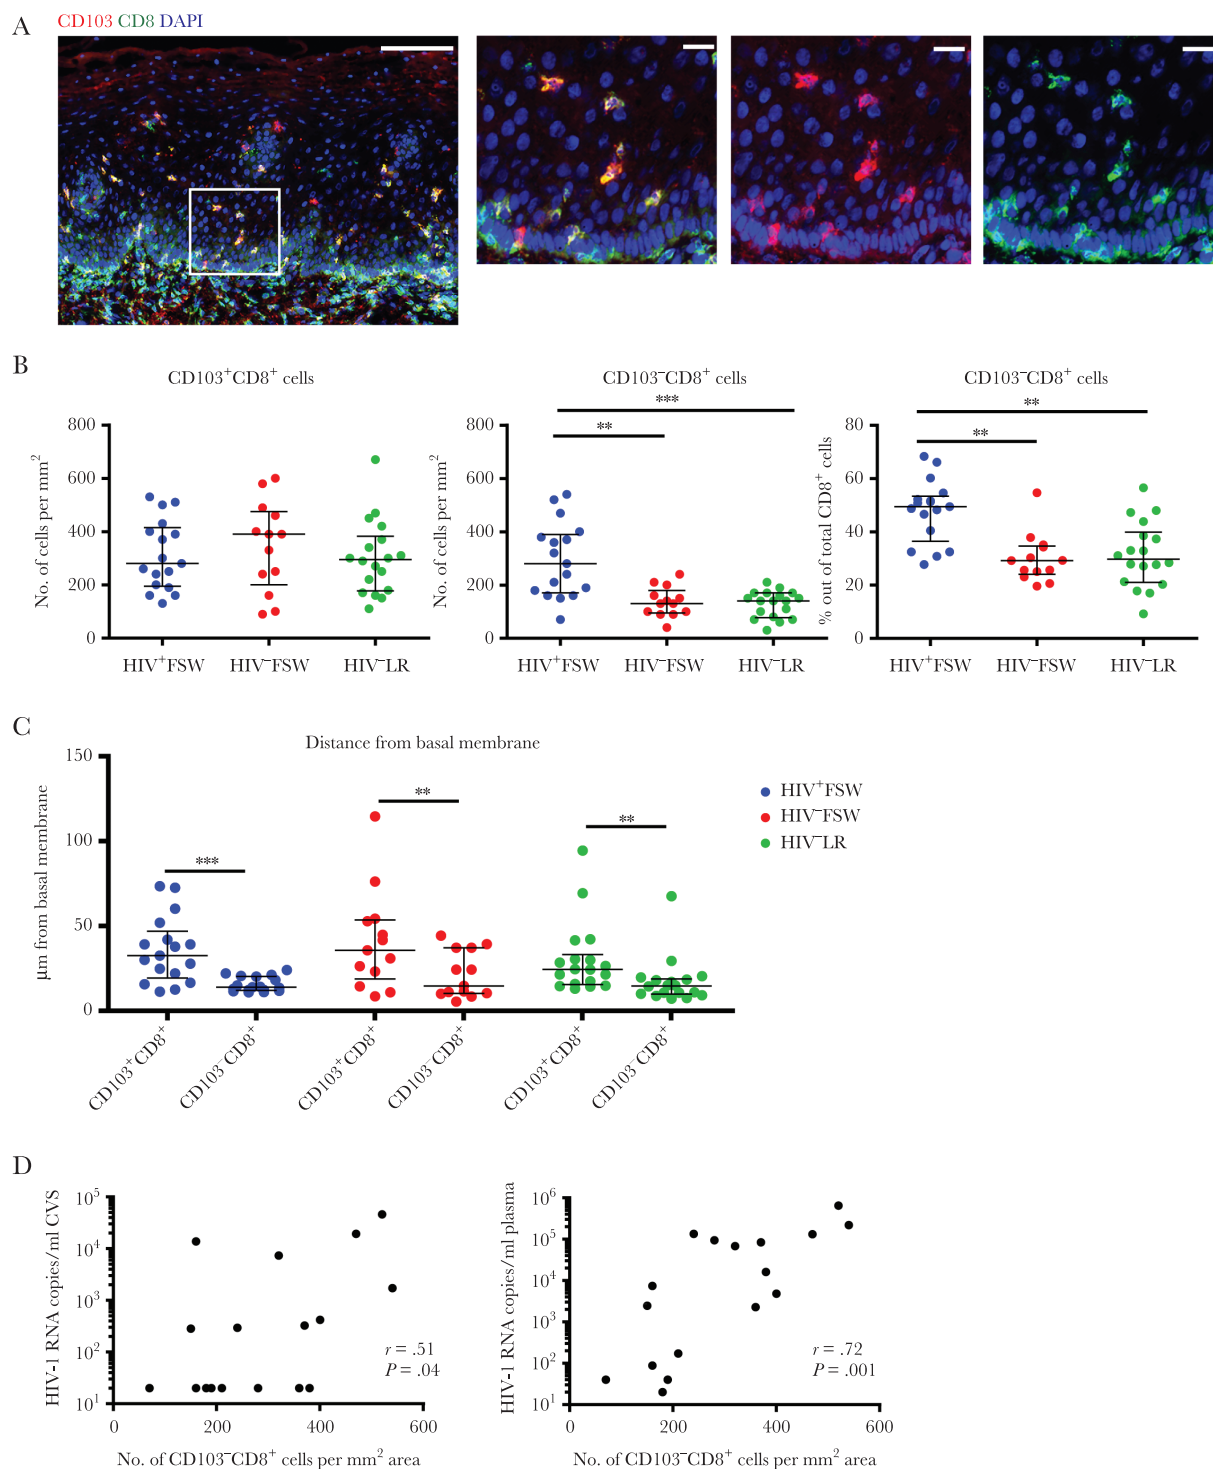 A
CD103 CD8 DAPI
B
CD103⁺CD8⁺ cells
No. of cells per mm²
800
600
400
200
0
HIV⁺FSW HIV⁻FSW HIV⁻LR
CD103⁻CD8⁺ cells
***
**
No. of cells per mm²
800
600
400
200
0
HIV⁺FSW HIV⁻FSW HIV⁻LR
CD103⁻CD8⁺ cells
**
**
% out of total CD8⁺ cells
80
60
40
20
0
HIV⁺FSW HIV⁻FSW HIV⁻LR
C
Distance from basal membrane
µm from basal membrane
150
100
50
0
***
**
**
CD103⁺CD8⁺
CD103⁻CD8⁺
CD103⁺CD8⁺
CD103⁻CD8⁺
CD103⁺CD8⁺
CD103⁻CD8⁺
HIV⁺FSW
HIV⁻FSW
HIV⁻LR
D
HIV-1 RNA copies/ml CVS
10⁵
10⁴
10³
10²
10¹
r = .51
P = .04
0 200 400 600
No. of CD103⁻CD8⁺ cells per mm² area
HIV-1 RNA copies/ml plasma
10⁶
10⁵
10⁴
10³
10²
10¹
r = .72
P = .001
0 200 400 600
No. of CD103⁻CD8⁺ cells per mm² area